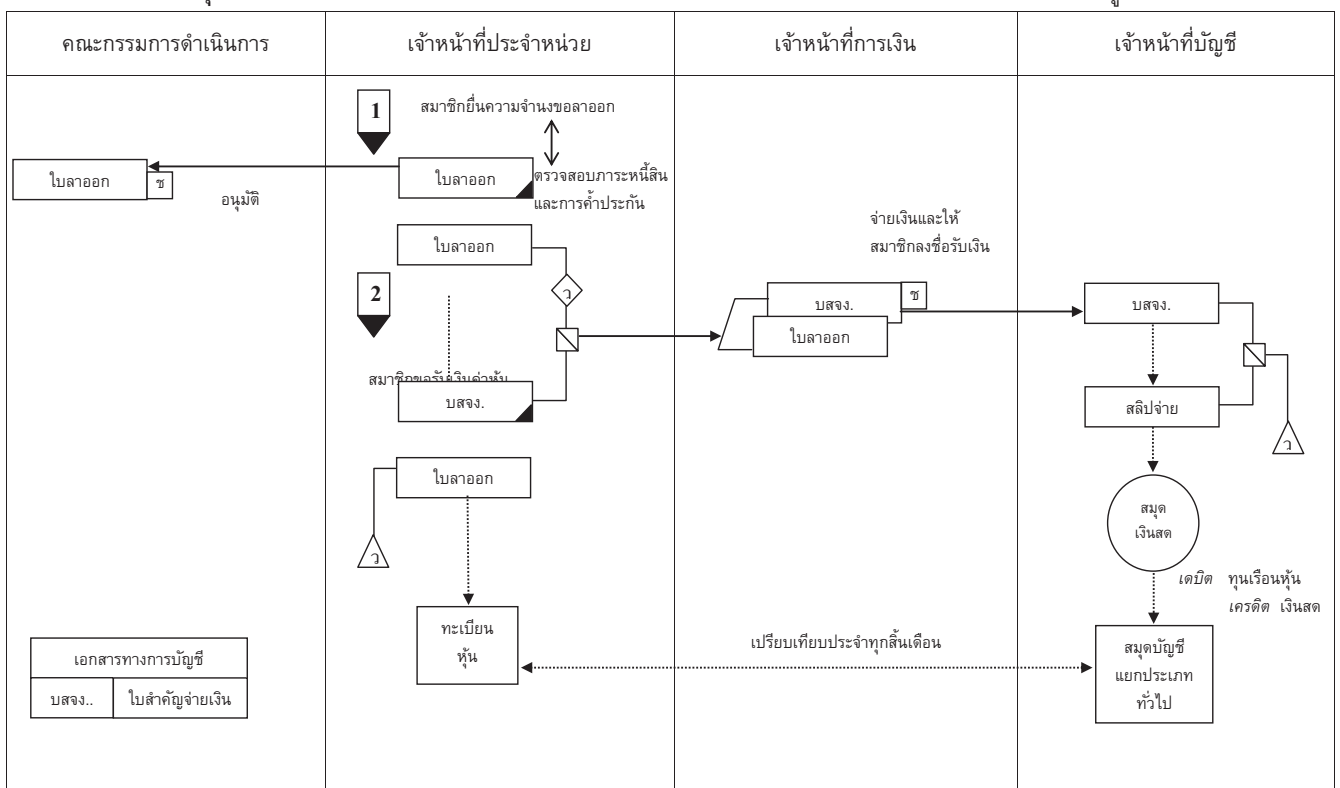 คณะกรรมการดำเนินการ
เจ้าหน้าที่ประจำหน่วย
เจ้าหน้าที่การเงิน
เจ้าหน้าที่บัญชี
1
สมาชิกยื่นความจำนงขอลาออก
ใบลาออก
ช
อนุมัติ
ใบลาออก
ตรวจสอบภาระหนี้สิน
และการค้ำประกัน
ใบลาออก
ว
2
สมาชิกขอรับเงินค่าหุ้น
บสจง.
จ่ายเงินและให้
สมาชิกลงชื่อรับเงิน
บสจง.
ช
ใบลาออก
บสจง.
สลิปจ่าย
ว
ใบลาออก
ว
สมุด
เงินสด
เดบิต ทุนเรือนหุ้น
เครดิต เงินสด
ทะเบียน
หุ้น
เปรียบเทียบประจำทุกสิ้นเดือน
สมุดบัญชี
แยกประเภท
ทั่วไป
เอกสารทางการบัญชี
บสจง.. ใบสำคัญจ่ายเงิน